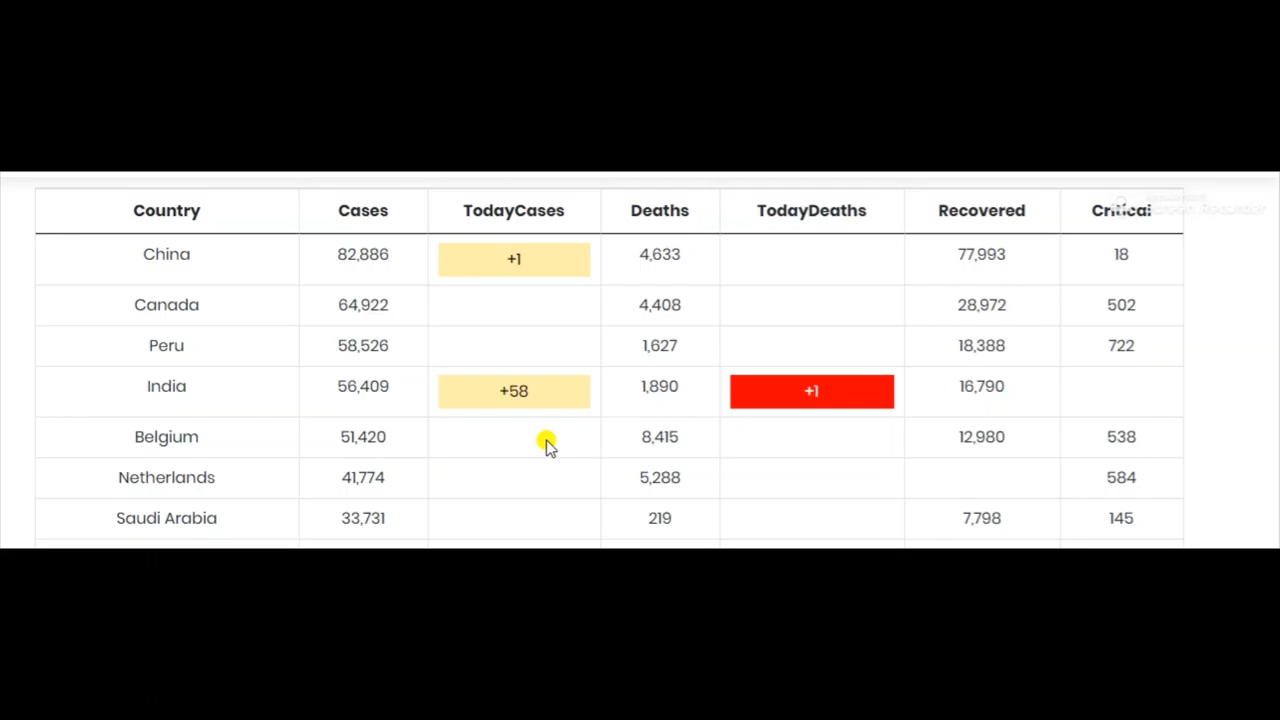 Country Cases TodayCases Deaths TodayDeaths Recovered Critical
China 82,886 +1 4,633 77,993 18
Canada 64,922 4,408 28,972 502
Peru 58,526 1,627 18,388 722
India 56,409 +58 1,890 +1 16,790
Belgium 51,420 8,415 12,980 538
Netherlands 41,774 5,288 584
Saudi Arabia 33,731 219 7,798 145